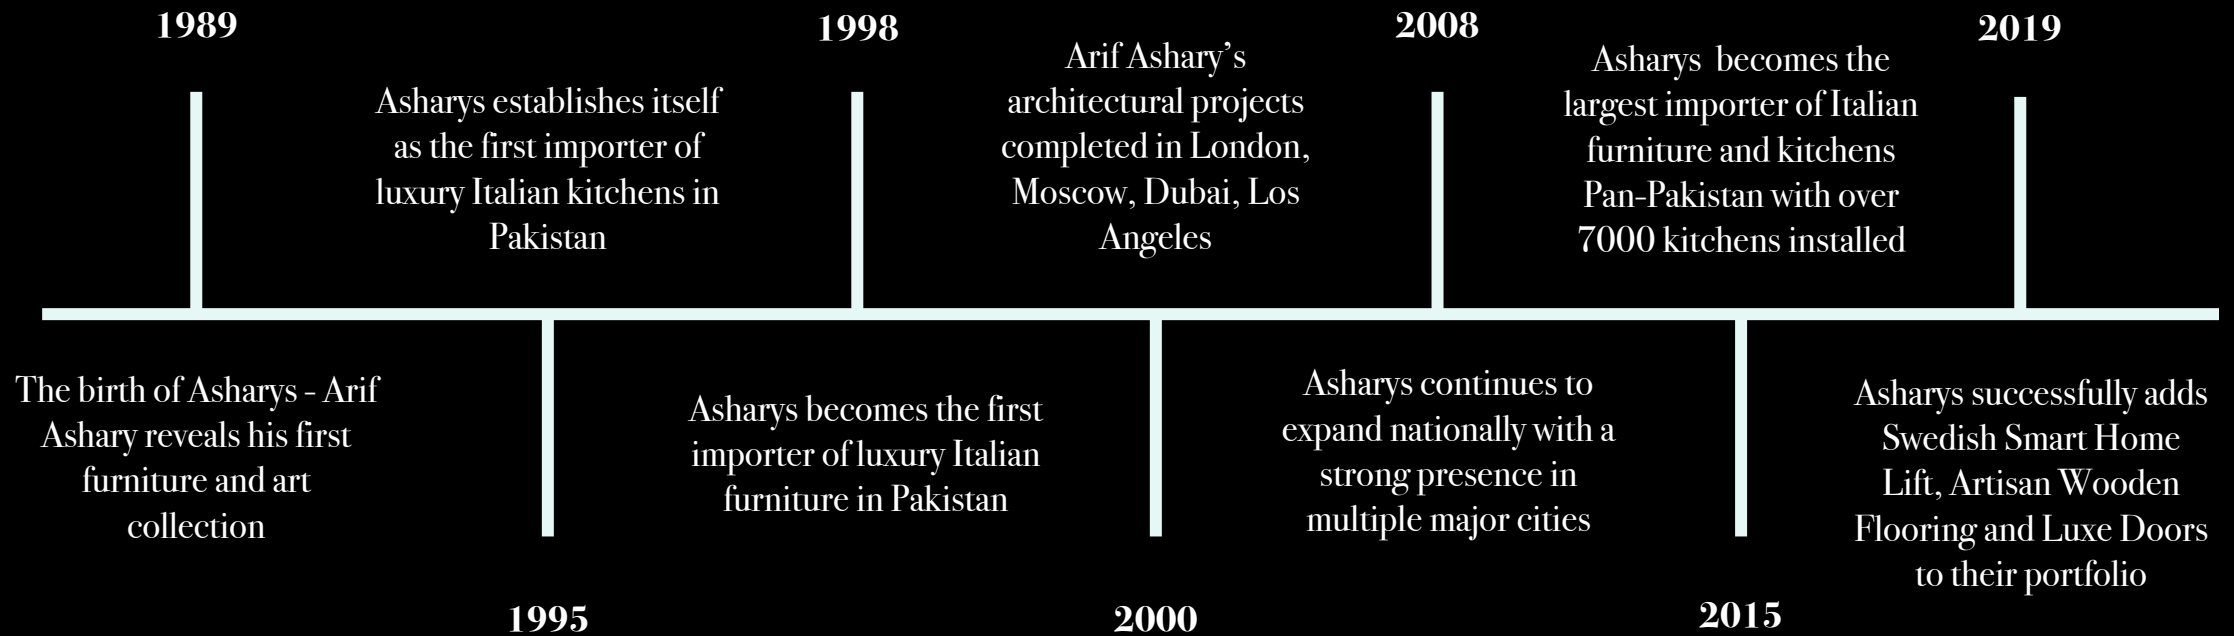 1989
The birth of Asharys - Arif
Ashary reveals his first
furniture and art
collection
Asharys establishes itself
as the first importer of
luxury Italian kitchens in
Pakistan
1995
1998
Asharys becomes the first
importer of luxury Italian
furniture in Pakistan
Arif Ashary's
architectural projects
completed in London,
Moscow, Dubai, Los
Angeles
2000
2008
Asharys continues to
expand nationally with a
strong presence in
multiple major cities
Asharys becomes the
largest importer of Italian
furniture and kitchens
Pan-Pakistan with over
7000 kitchens installed
2015
2019
Asharys successfully adds
Swedish Smart Home
Lift, Artisan Wooden
Flooring and Luxe Doors
to their portfolio